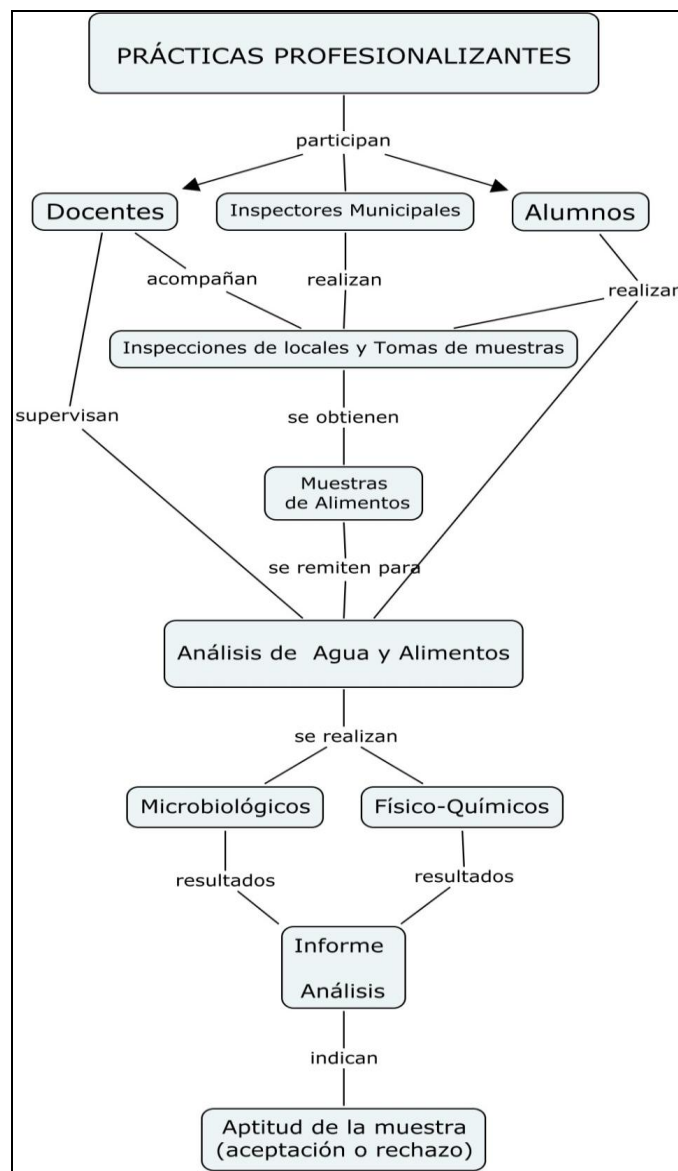 PRÁCTICAS PROFESIONALIZANTES
participan
Docentes
Inspectores Municipales
Alumnos
acompañan
realizan
realizan
Inspecciones de locales y Tomas de muestras
supervisan
se obtienen
Muestras
de Alimentos
se remiten para
Análisis de Agua y Alimentos
se realizan
Microbiológicos
Físico-Químicos
resultados
resultados
Informe
Análisis
indican
Aptitud de la muestra
(aceptación o rechazo)